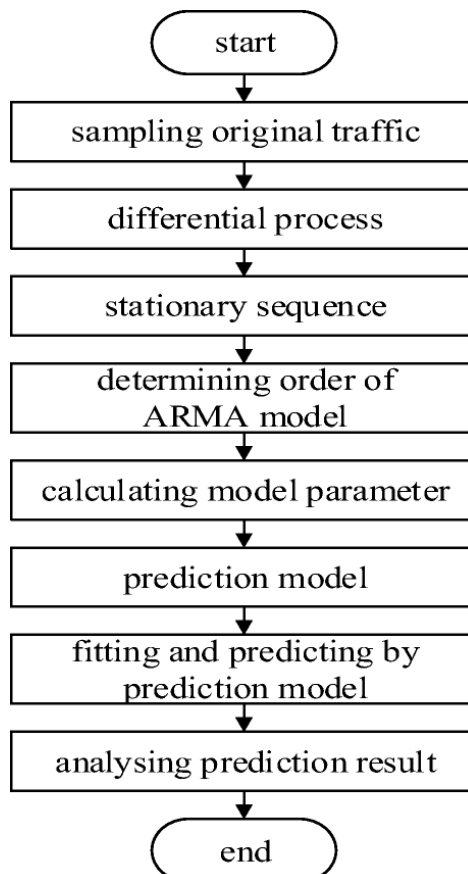 start
sampling original traffic
differential process
stationary sequence
determining order of
ARMA model
calculating model parameter
prediction model
fitting and predicting by
prediction model
analysing prediction result
end